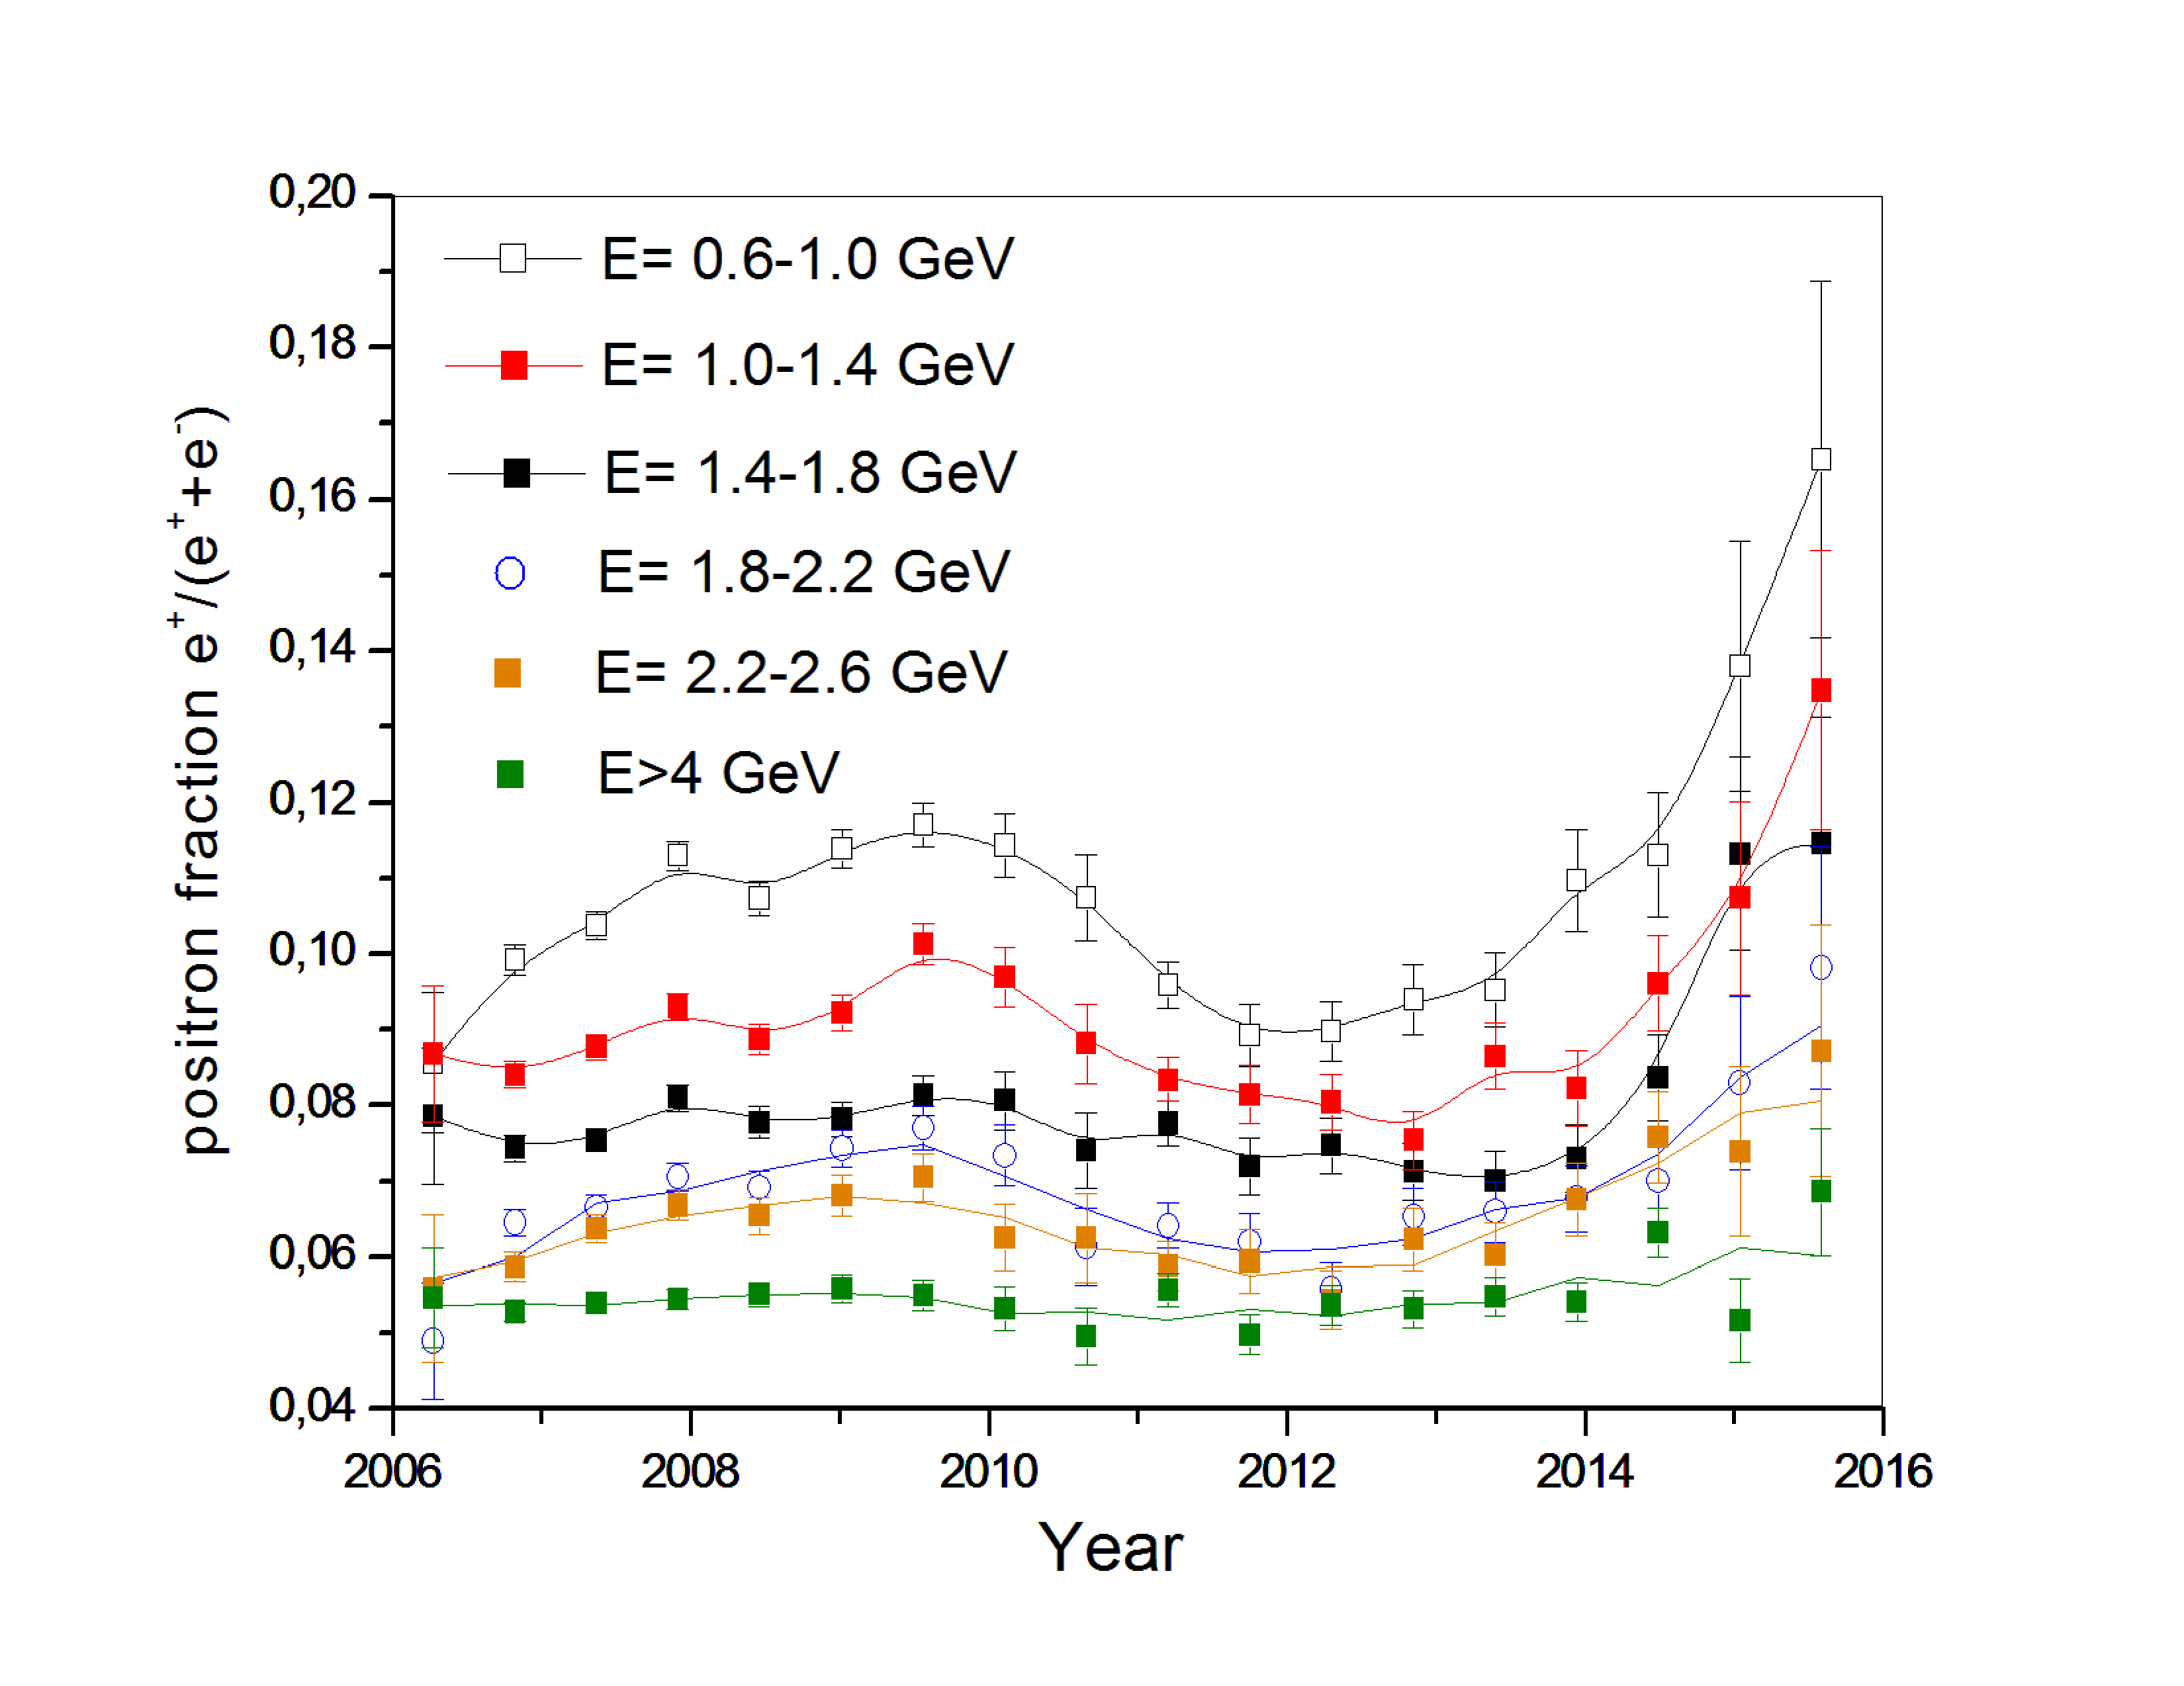 0,20
0,18
0,16
0,14
0,12
0,10
0,08
0,06
0,04
positron fraction e⁺/(e⁺+e⁻)
E= 0.6-1.0 GeV
E= 1.0-1.4 GeV
E= 1.4-1.8 GeV
E= 1.8-2.2 GeV
E= 2.2-2.6 GeV
E>4 GeV
2006 2008 2010 2012 2014 2016
Year